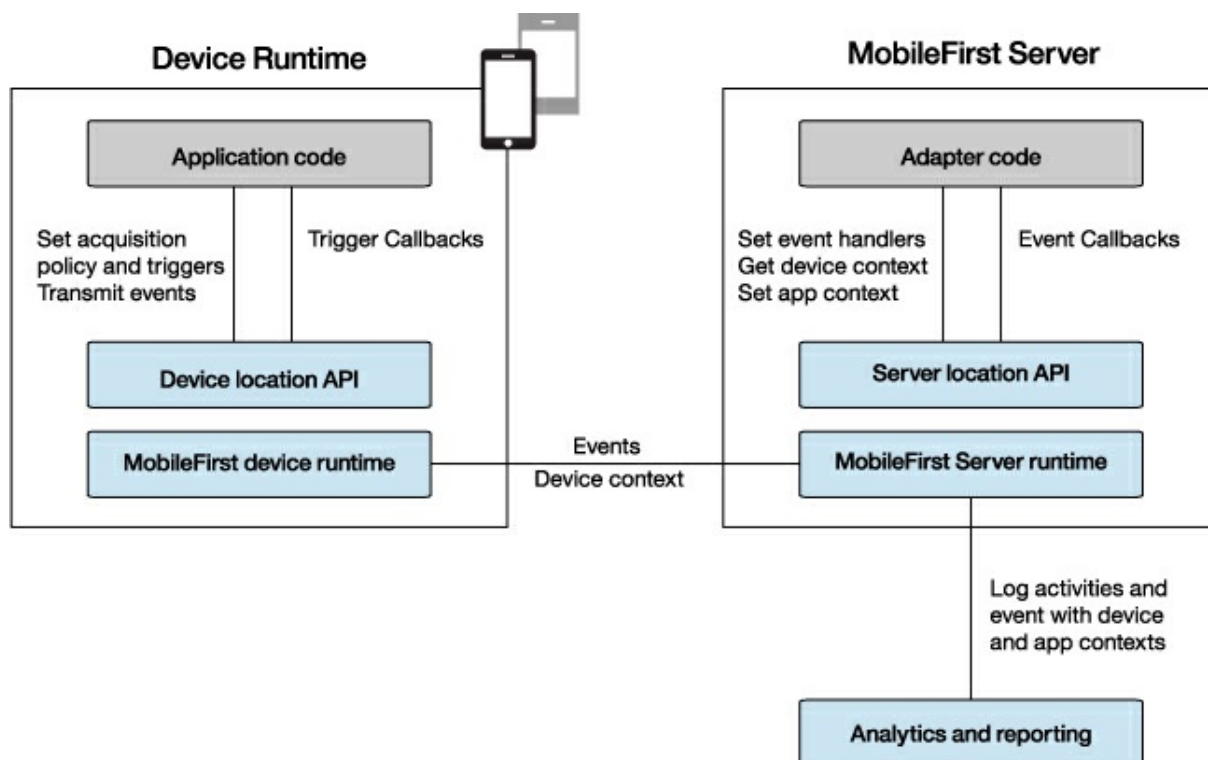 Device Runtime
MobileFirst Server
Application code
Adapter code
Set acquisition
policy and triggers
Transmit events
Trigger Callbacks
Set event handlers
Get device context
Set app context
Event Callbacks
Device location API
Server location API
MobileFirst device runtime
Events
Device context
MobileFirst Server runtime
Log activities and
event with device
and app contexts
Analytics and reporting